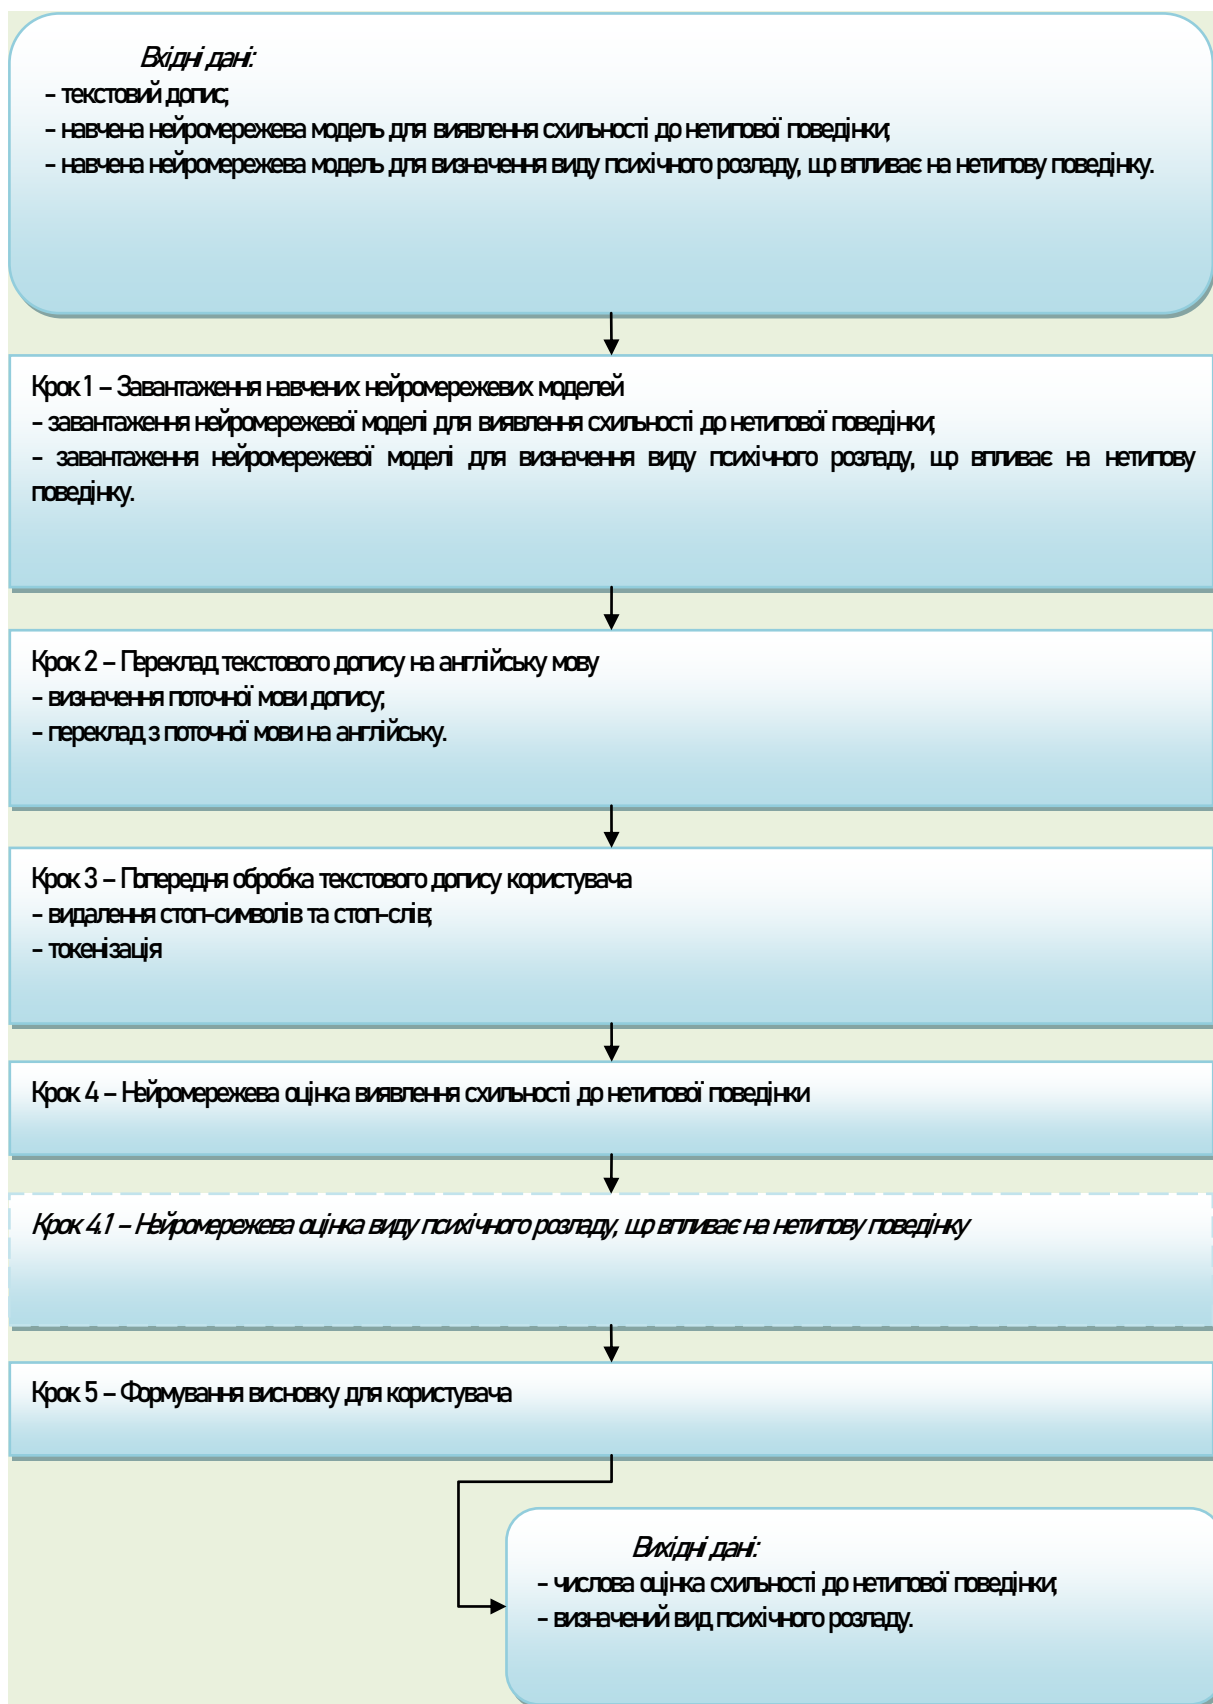 Вхідні дані:
– текстовий допис;
– навчена нейромережева модель для виявлення схильності до нетипової поведінки;
– навчена нейромережева модель для визначення виду психічного розладу, що впливає на нетипову поведінку.
Крок 1 – Завантаження навчених нейромережевих моделей
– завантаження нейромережевої моделі для виявлення схильності до нетипової поведінки;
– завантаження нейромережевої моделі для визначення виду психічного розладу, що впливає на нетипову
поведінку.
Крок 2 – Переклад текстового допису на англійську мову
– визначення поточної мови допису;
– переклад з поточної мови на англійську.
Крок 3 – Попередня обробка текстового допису користувача
– видалення стоп-символів та стоп-слів;
– токенізація
Крок 4 – Нейромережева оцінка виявлення схильності до нетипової поведінки
Крок 4.1 – Нейромережева оцінка виду психічного розладу, що впливає на нетипову поведінку
Крок 5 – Формування висновку для користувача
Вихідні дані:
– числова оцінка схильності до нетипової поведінки;
– визначений вид психічного розладу.